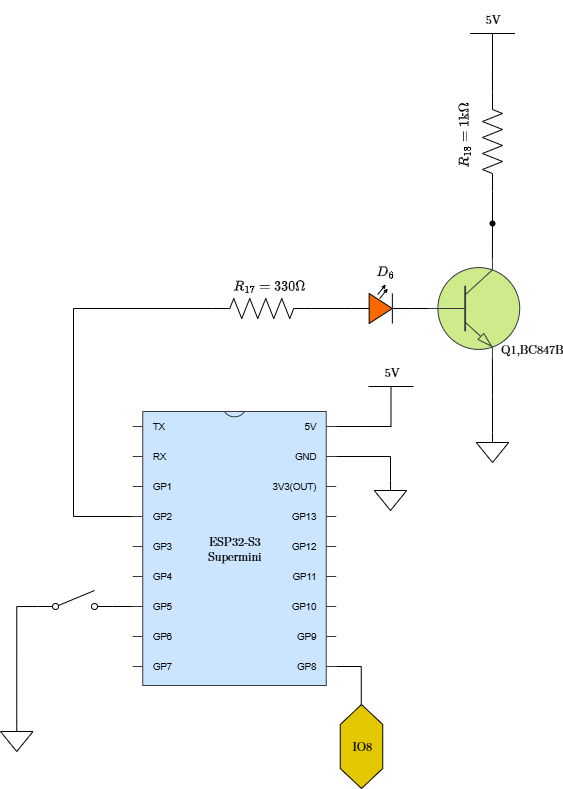 5V
R18 = 1kΩ
D6
R17 = 330Ω
Q1,BC847B
5V
TX
5V
RX
GND
GP1
3V3(OUT)
GP2
GP13
ESP32-S3
Supermini
GP3
GP12
GP4
GP11
GP5
GP10
GP6
GP9
GP7
GP8
IO8